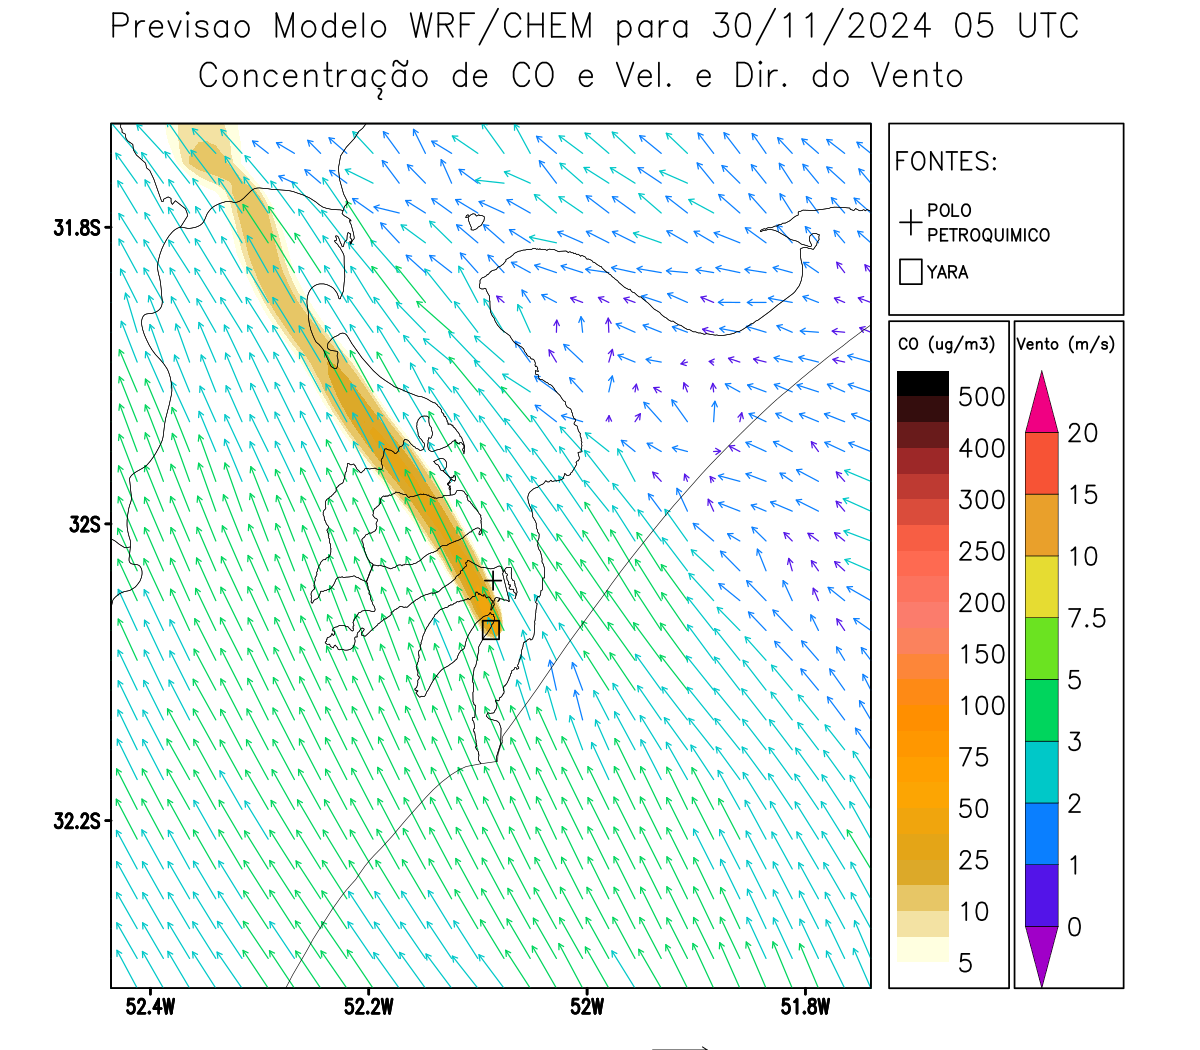 Previsao Modelo WRF/CHEM para 30/11/2024 05 UTC
Concentração de CO e Vel. e Dir. do Vento
FONTES:
POLO
PETROQUIMICO
YARA
CO (ug/m3)
500
400
300
250
200
150
100
75
50
25
10
5
Vento (m/s)
20
15
10
7.5
5
3
2
1
0
31.8S
32S
32.2S
52.4W
52.2W
52W
51.8W